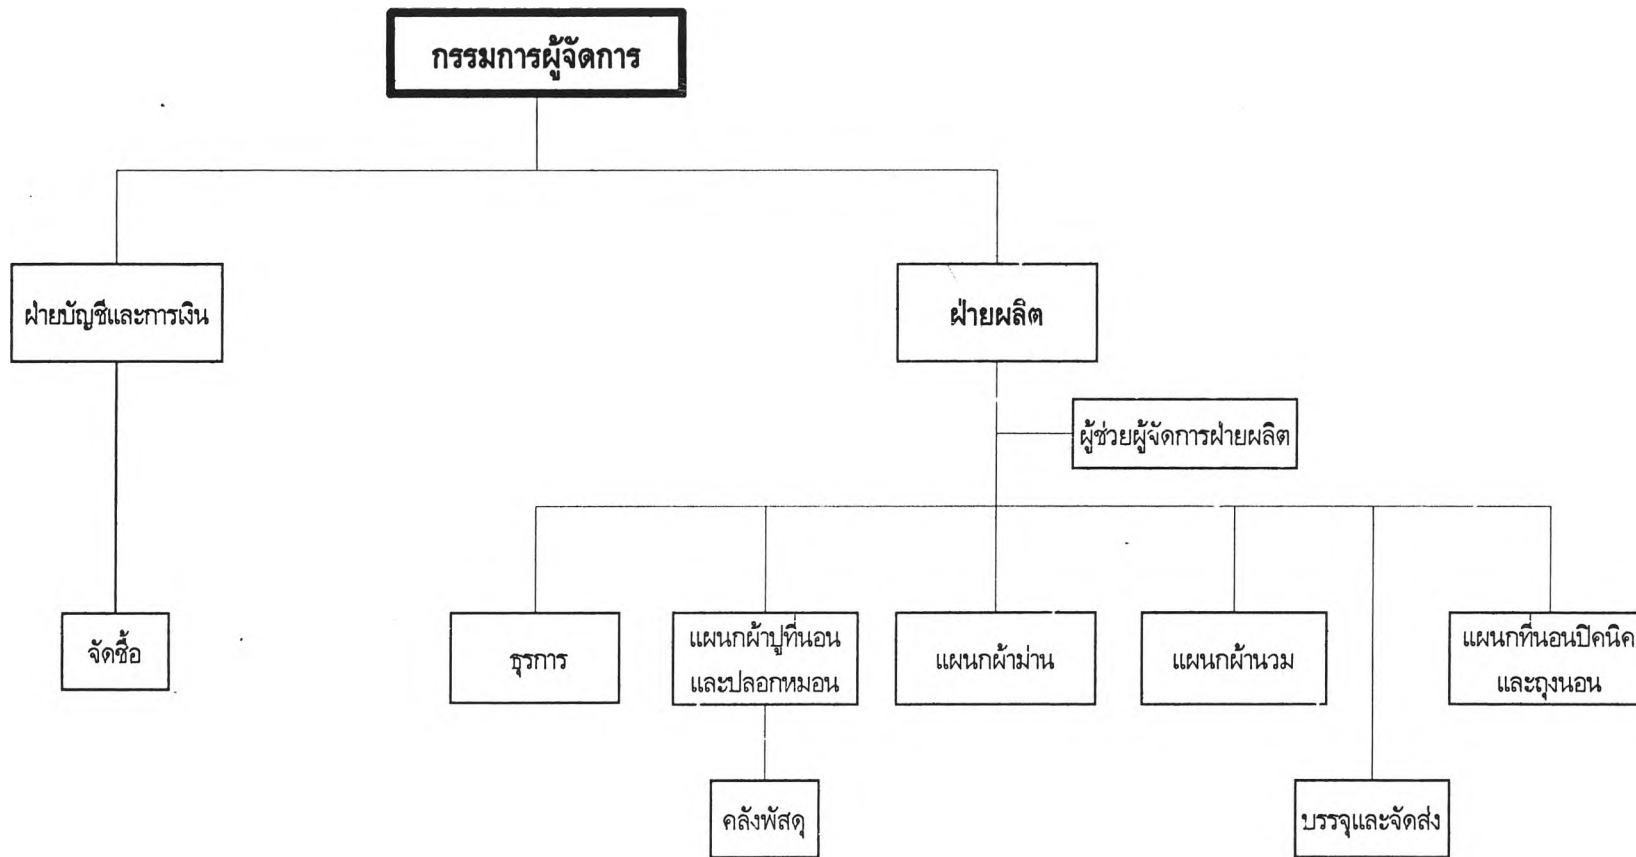 กรรมการผู้จัดการ
ฝ่ายบัญชีและการเงิน
ฝ่ายผลิต
ผู้ช่วยผู้จัดการฝ่ายผลิต
จัดซื้อ
ธุรการ
แผนกผ้าปูที่นอน
และปลอกหมอน
แผนกผ้าม่าน
แผนกผ้านวม
แผนกที่นอนปิคนิค
และถุงนอน
คลังพัสดุ
บรรจุและจัดส่ง